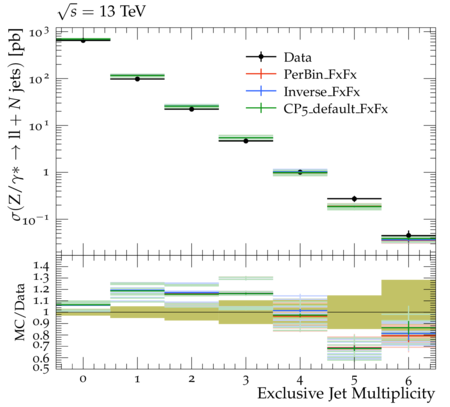 √s = 13 TeV
σ(Z/γ* → ll + N jets) [pb]
10³
10²
10¹
1
10⁻¹
Data
PerBin_FxFx
Inverse_FxFx
CP5_default_FxFx
MC/Data
1.4
1.3
1.2
1.1
1
0.9
0.8
0.7
0.6
0.5
0 1 2 3 4 5 6
Exclusive Jet Multiplicity